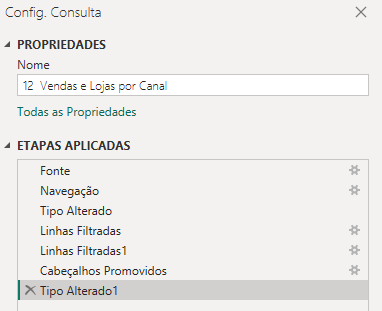 Config. Consulta
PROPRIEDADES
Nome
12 Vendas e Lojas por Canal
Todas as Propriedades
ETAPAS APLICADAS
Fonte
Navegação
Tipo Alterado
Linhas Filtradas
Linhas Filtradas1
Cabeçalhos Promovidos
Tipo Alterado1